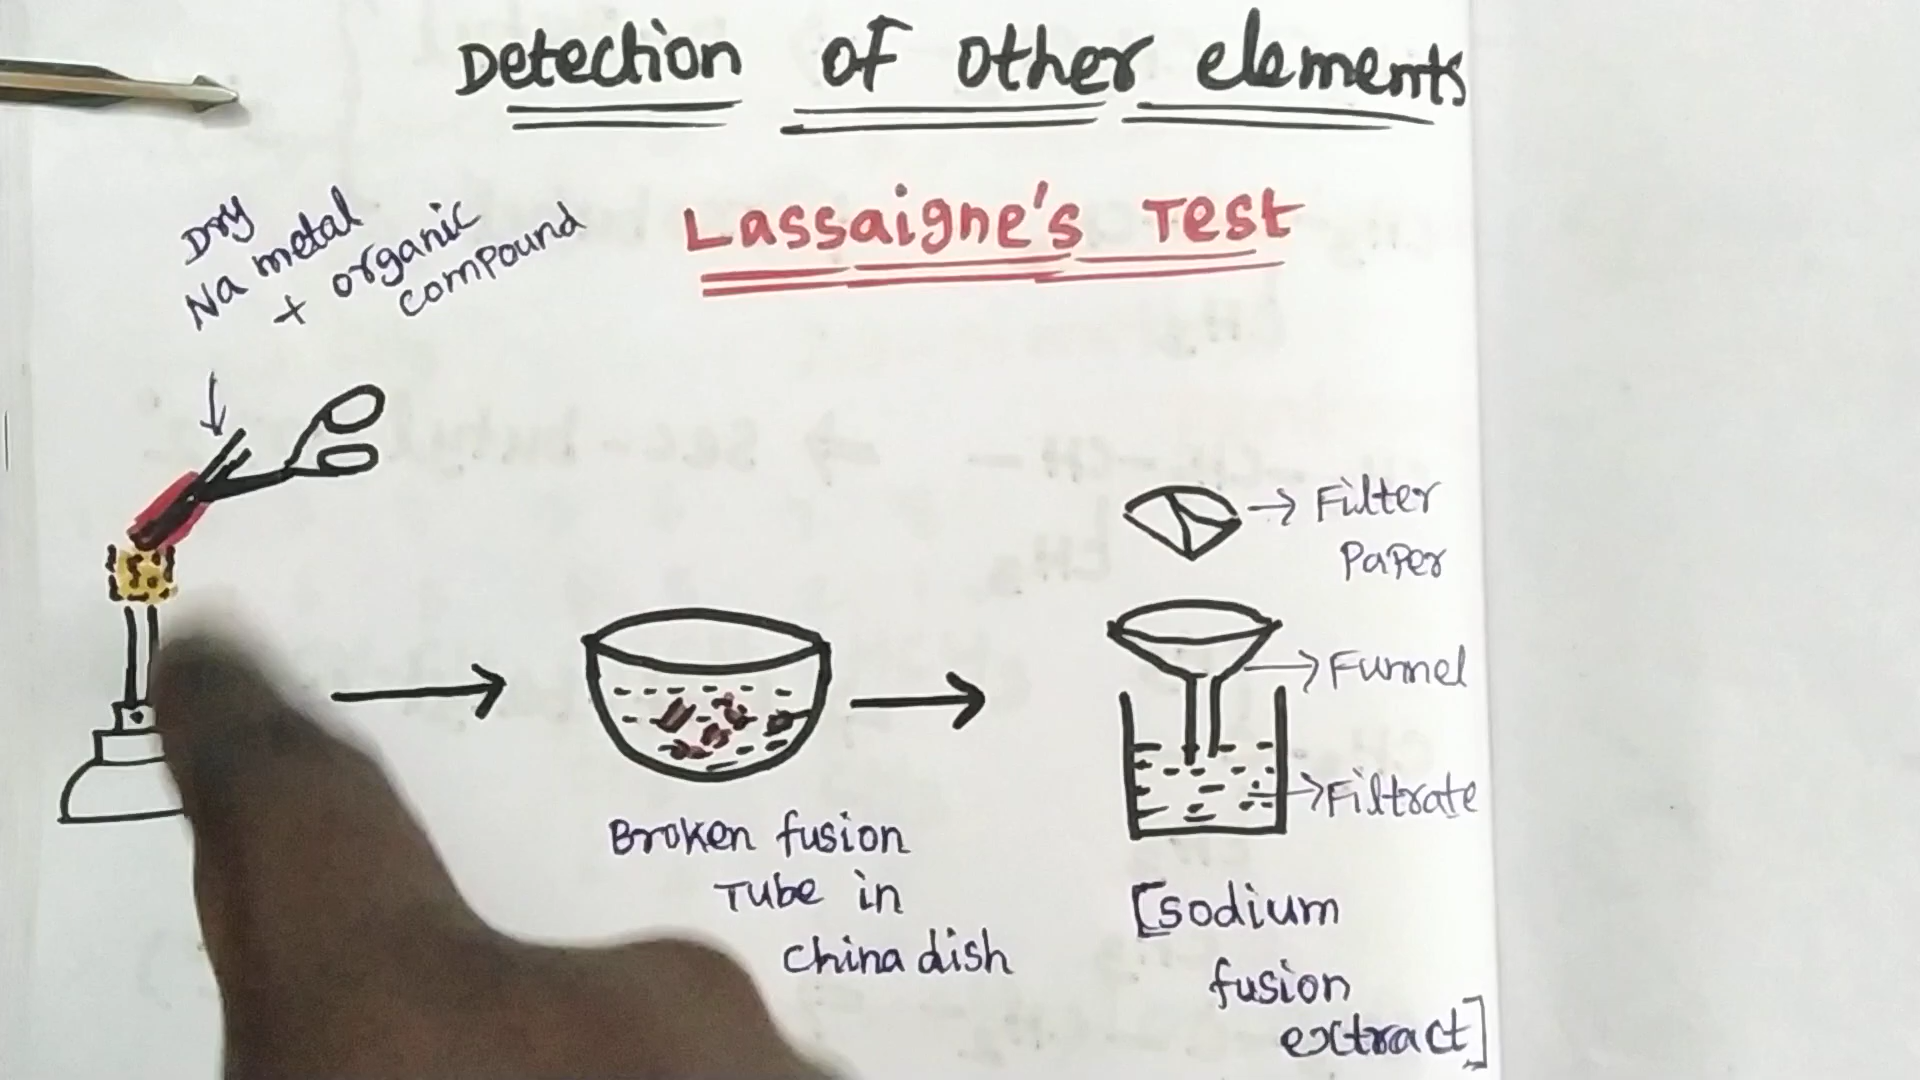 Detection of other elements
Lassaigne's Test
Dry
Na metal
+ organic
compound
Filter
Paper
Funnel
Filtrate
Broken fusion
Tube in
china dish
[sodium
fusion
extract]